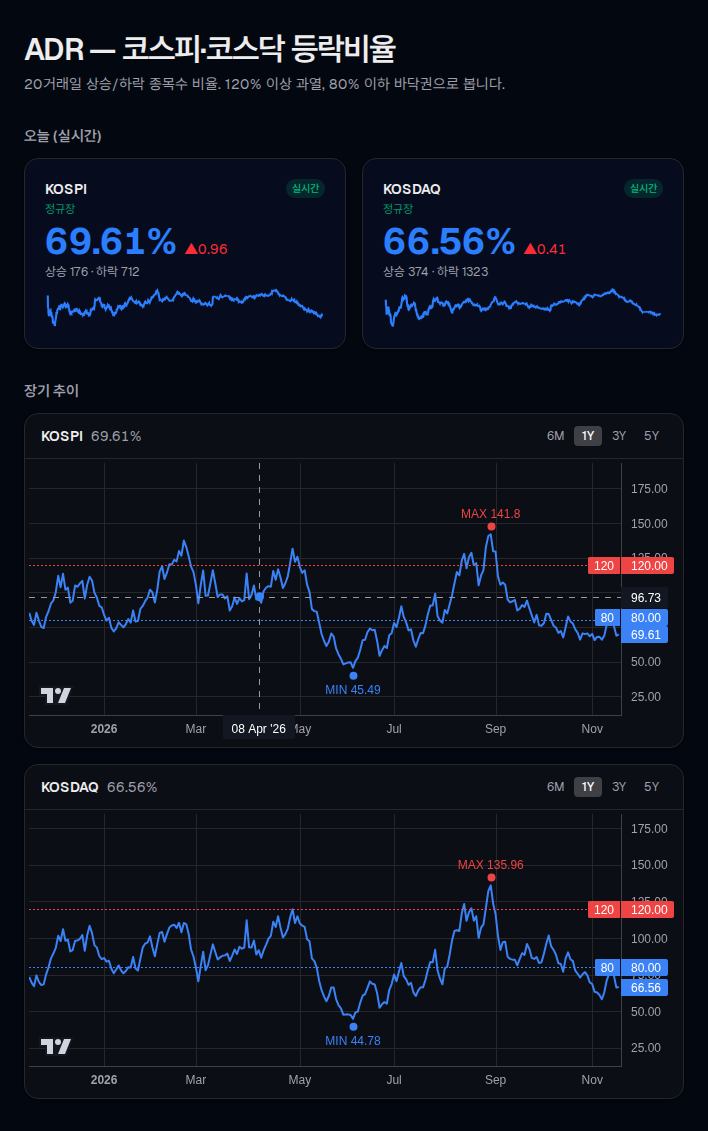 ADR — 코스피·코스닥 등락비율
20거래일 상승/하락 종목수 비율. 120% 이상 과열, 80% 이하 바닥권으로 봅니다.
오늘 (실시간)
KOSPI 실시간
정규장
69.61% ▲0.96
상승 176 · 하락 712
KOSDAQ 실시간
정규장
66.56% ▲0.41
상승 374 · 하락 1323
장기 추이
KOSPI 69.61% 6M 1Y 3Y 5Y
175.00
MAX 141.8 150.00
120 120.00
96.73
80 80.00
69.61
50.00
MIN 45.49
25.00
2026 Mar 08 Apr '26 Jul Sep Nov
KOSDAQ 66.56% 6M 1Y 3Y 5Y
175.00
MAX 135.96 150.00
120 120.00
100.00
80 80.00
66.56
50.00
MIN 44.78
25.00
2026 Mar May Jul Sep Nov